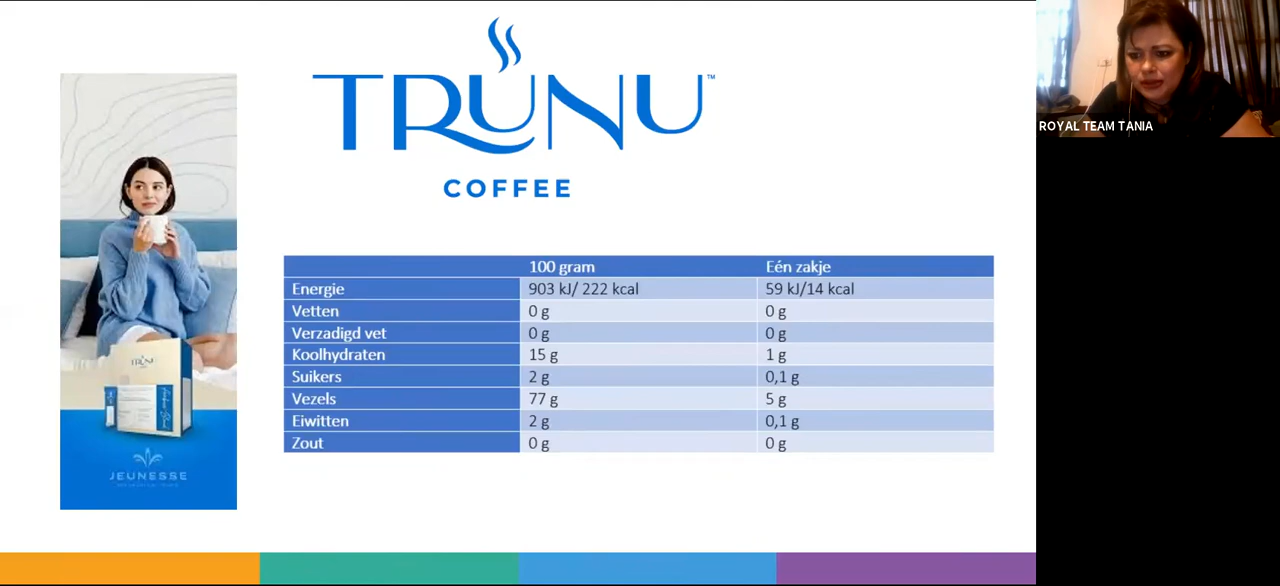 TRŪNU™
COFFEE
100 gram Eén zakje
Energie 903 kJ/ 222 kcal 59 kJ/14 kcal
Vetten 0 g 0 g
Verzadigd vet 0 g 0 g
Koolhydraten 15 g 1 g
Suikers 2 g 0,1 g
Vezels 77 g 5 g
Eiwitten 2 g 0,1 g
Zout 0 g 0 g
TRŪNU
JEUNESSE
ROYAL TEAM TANIA